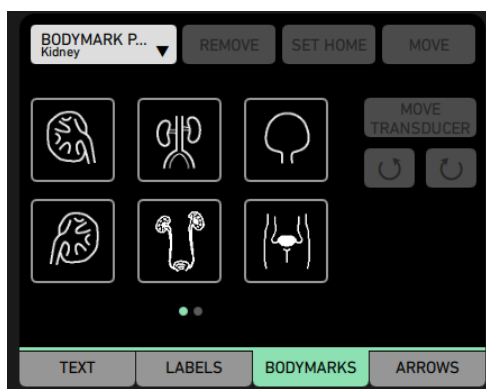 BODYMARK P...
Kidney
REMOVE
SET HOME
MOVE
MOVE
TRANSDUCER
TEXT
LABELS
BODYMARKS
ARROWS